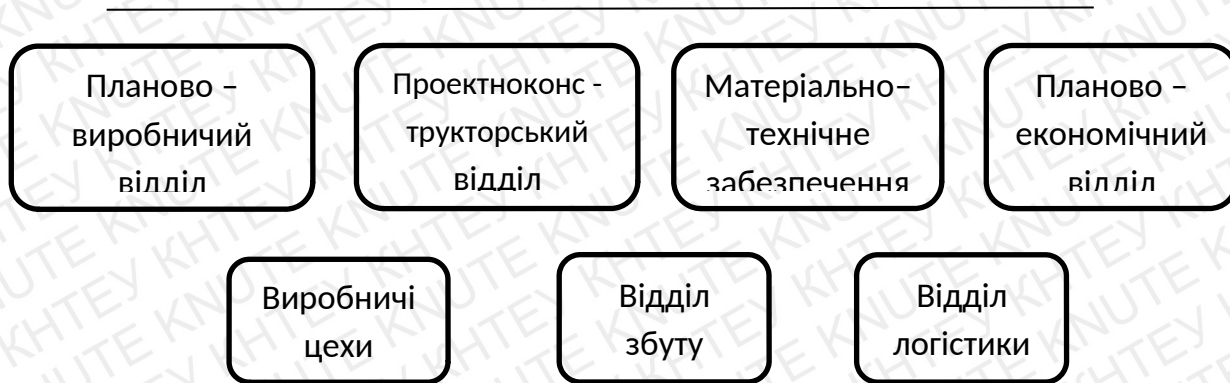 Планово –
виробничий
відділ
Проектноконс -
трукторський
відділ
Матеріально–
технічне
забезпечення
Планово –
економічний
відділ
Виробничі
цехи
Відділ
збуту
Відділ
логістики